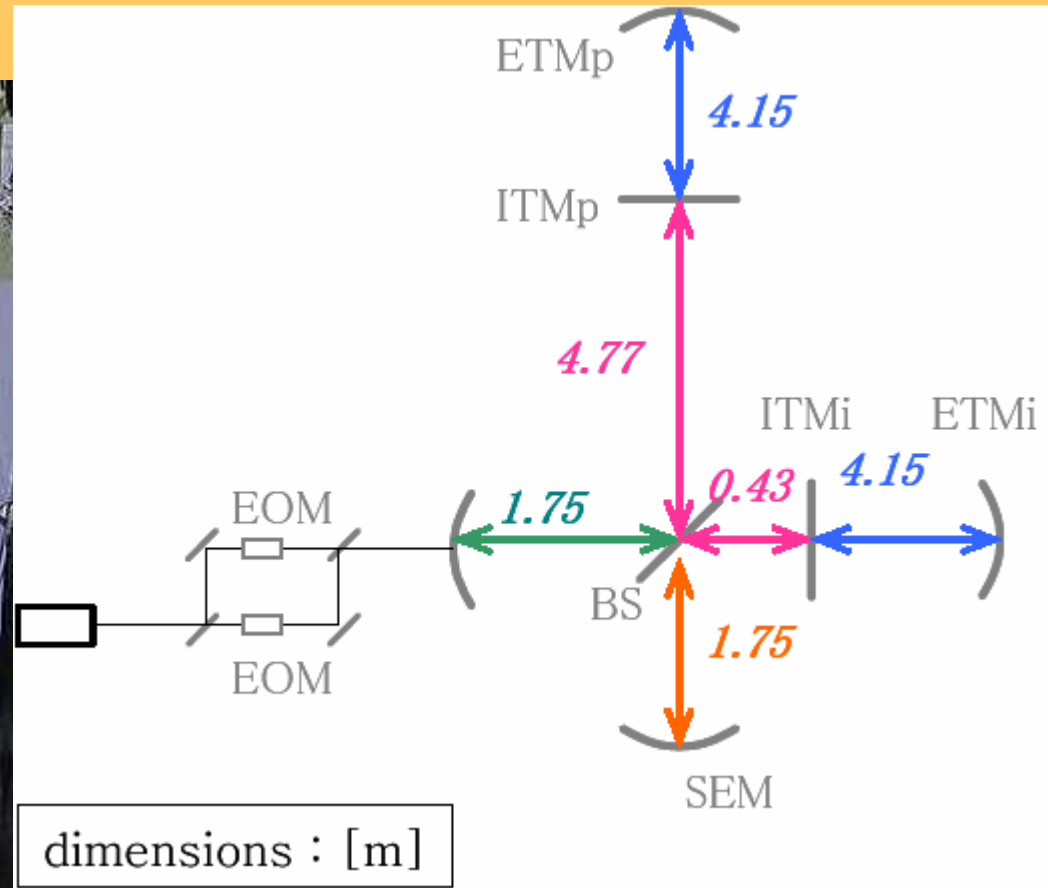 ETMp
4.15
ITMp
4.77
ITMi
ETMi
0.43
4.15
1.75
EOM
BS
EOM
1.75
SEM
dimensions : [m]